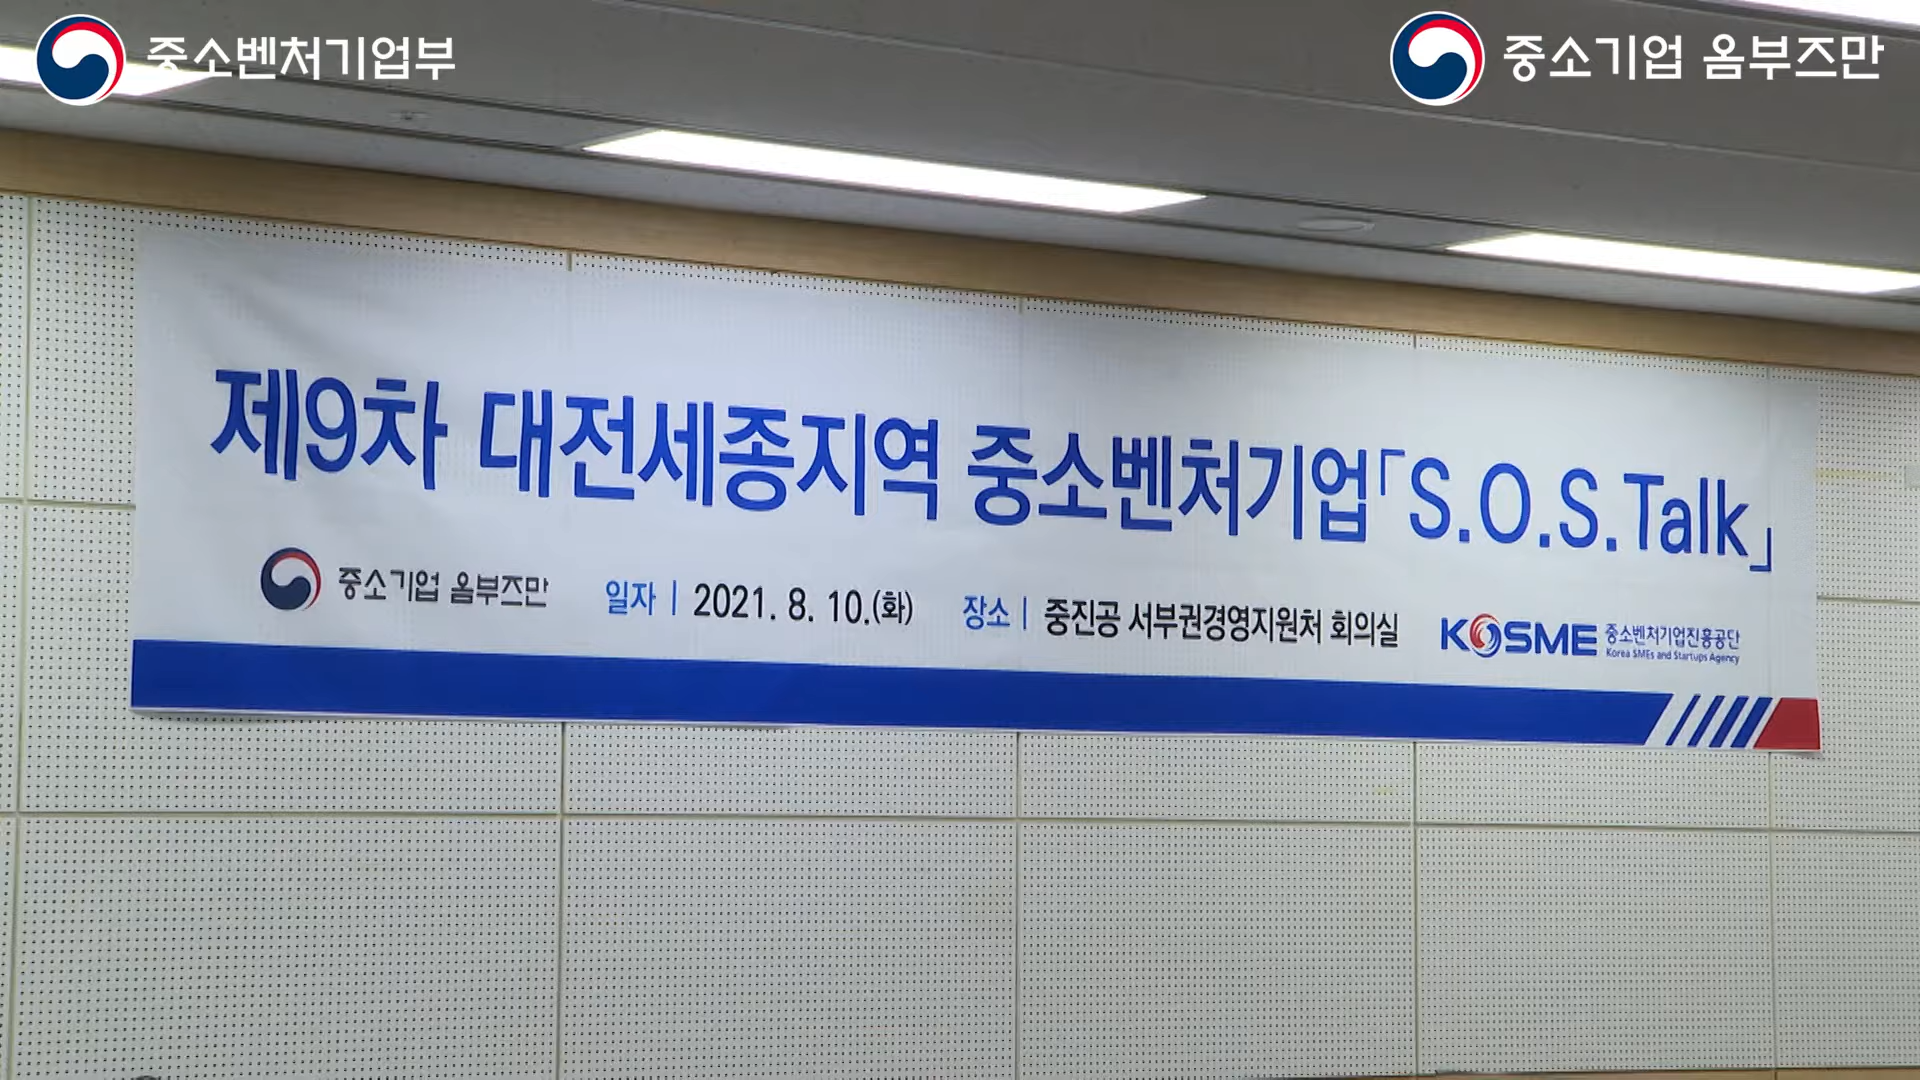 중소벤처기업부
중소기업 옴부즈만
제9차 대전세종지역 중소벤처기업「S.O.S.Talk」
중소기업 옴부즈만 일자 | 2021. 8. 10.(화) 장소 | 중진공 서부권경영지원처 회의실 KOSME 중소벤처기업진흥공단
Korea SMEs and Startups Agency